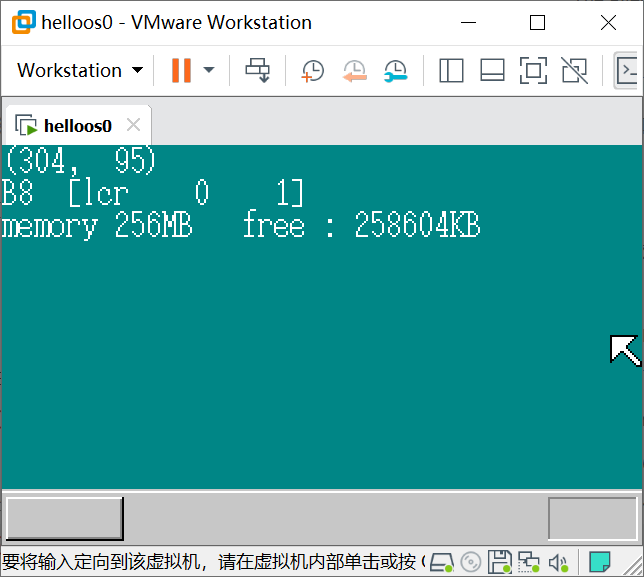 helloos0 - VMware Workstation
Workstation
helloos0
(304, 95)
B8 [lcr 0 1]
memory 256MB free : 258604KB
要将输入定向到该虚拟机，请在虚拟机内部单击或按